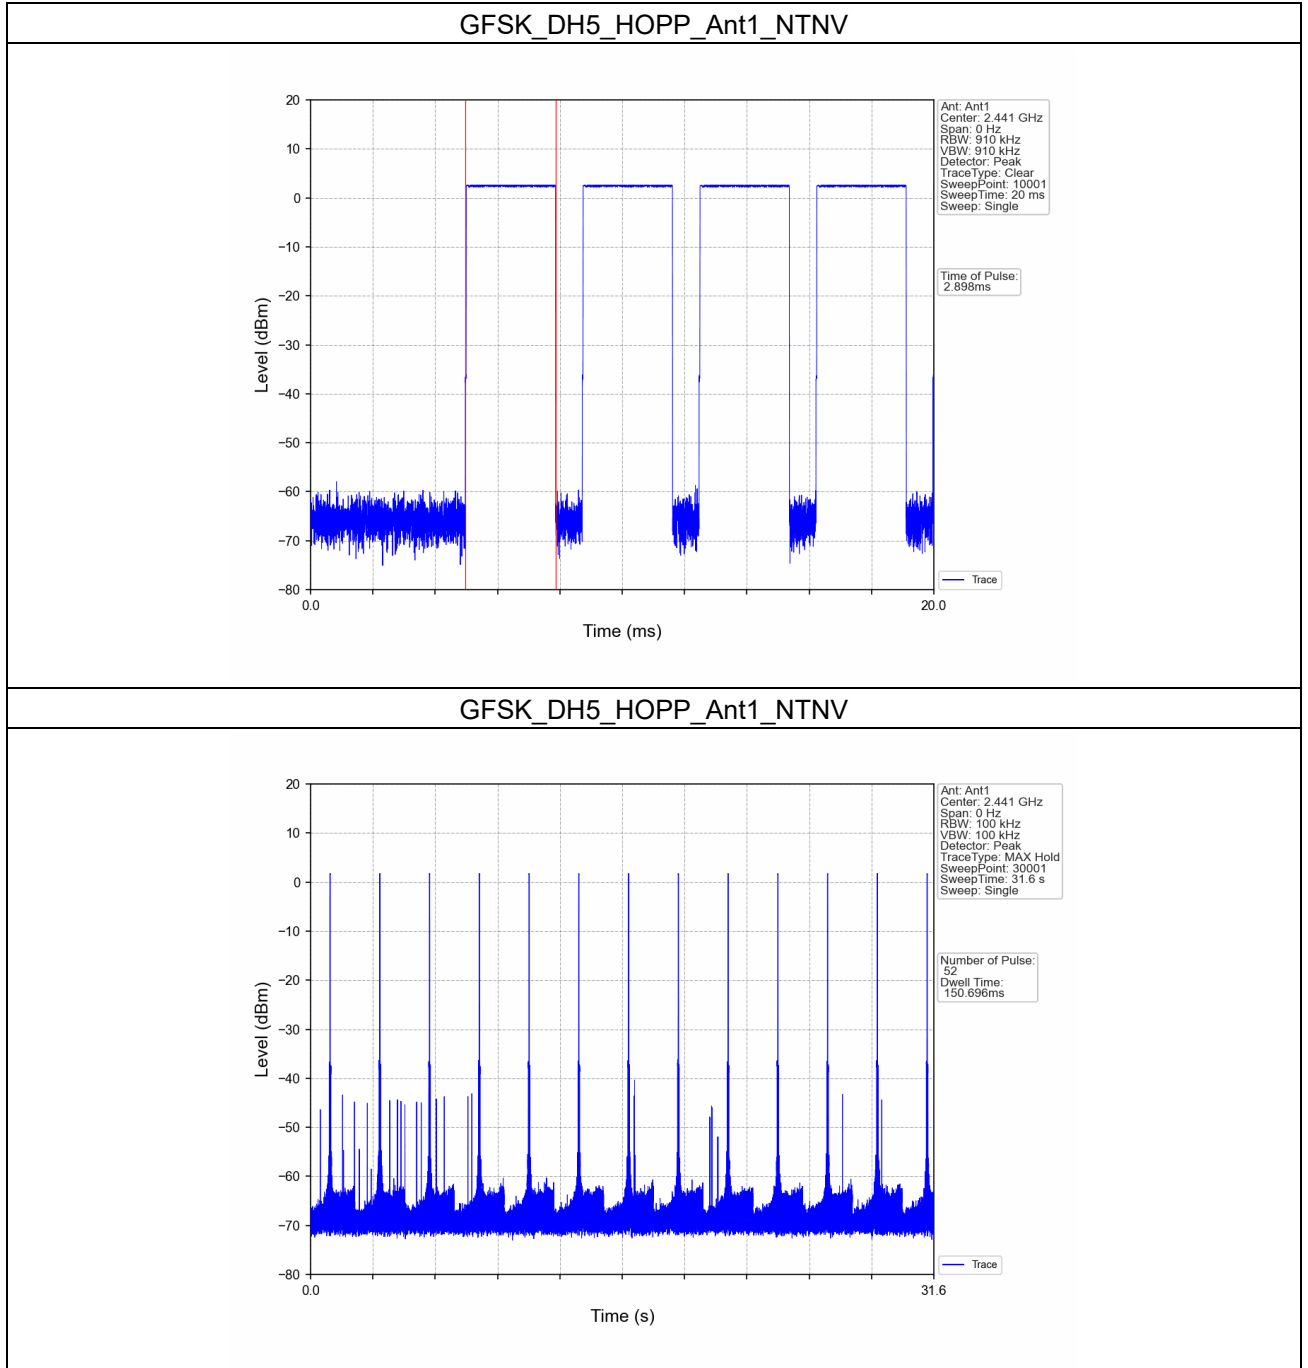 GFSK_DH5_HOPP_Ant1_NTNV
20
10
0
−10
−20
−30
−40
−50
−60
−70
−80
Level (dBm)
0.0
20.0
Time (ms)
Ant: Ant1
Center: 2.441 GHz
Span: 0 Hz
RBW: 910 kHz
VBW: 910 kHz
Detector: Peak
TraceType: Clear
SweepPoint: 10001
SweepTime: 20 ms
Sweep: Single
Time of Pulse:
2.898ms
Trace
GFSK_DH5_HOPP_Ant1_NTNV
20
10
0
−10
−20
−30
−40
−50
−60
−70
−80
Level (dBm)
0.0
31.6
Time (s)
Ant: Ant1
Center: 2.441 GHz
Span: 0 Hz
RBW: 100 kHz
VBW: 100 kHz
Detector: Peak
TraceType: MAX Hold
SweepPoint: 30001
SweepTime: 31.6 s
Sweep: Single
Number of Pulse:
52
Dwell Time:
150.696ms
Trace